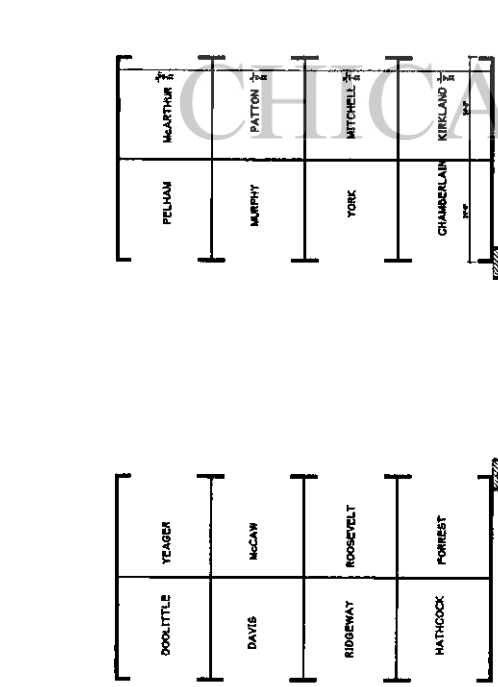 CHICA
McARTHUR
PATTON
MITCHELL
KIRKLAND
PELHAM
MURPHY
YORK
CHAMBERLAIN
YEAGER
McCAW
ROOSEVELT
FORREST
DOOLITTLE
DAVIS
RIDGEWAY
HATHCOCK